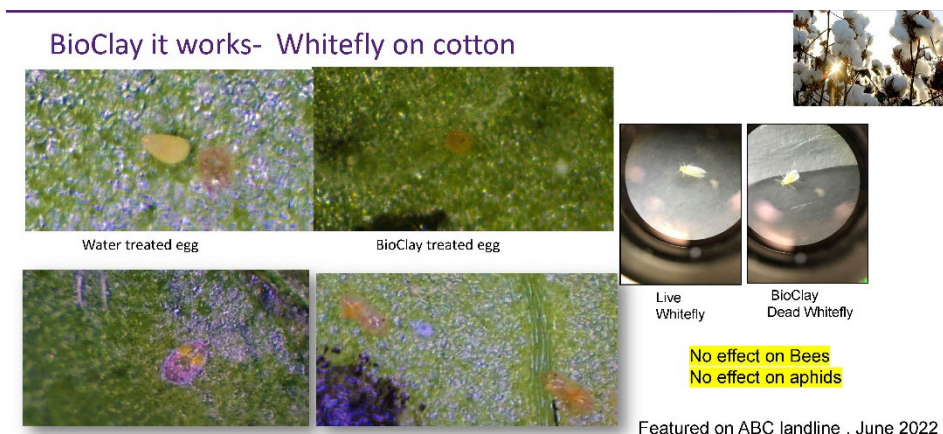 BioClay it works- Whitefly on cotton
Water treated egg
BioClay treated egg
Live
Whitefly
BioClay
Dead Whitefly
No effect on Bees
No effect on aphids
Featured on ABC landline , June 2022